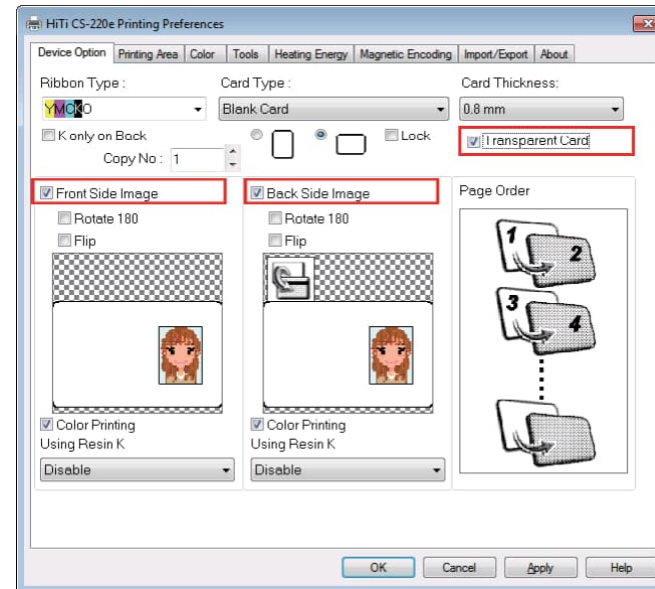 HiTi CS-220e Printing Preferences
Device Option Printing Area Color Tools Heating Energy Magnetic Encoding Import/Export About
Ribbon Type : Card Type : Card Thickness:
YMCKO Blank Card 0.8 mm
K only on Back Lock Transparent Card
Copy No : 1
Front Side Image Back Side Image Page Order
Rotate 180 Rotate 180
Flip Flip
1 2
3 4
Color Printing Color Printing
Using Resin K Using Resin K
Disable Disable
OK Cancel Apply Help